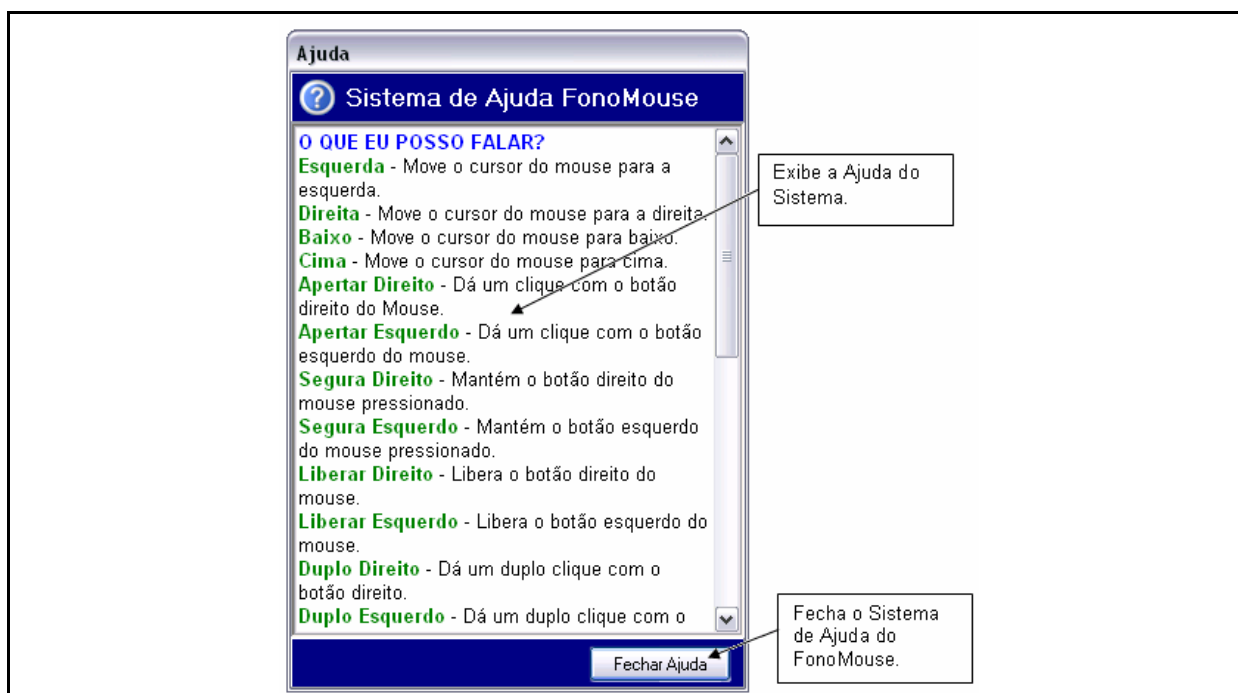 Ajuda
Sistema de Ajuda FonoMouse
O QUE EU POSSO FALAR?
Esquerda - Move o cursor do mouse para a
esquerda.
Direita - Move o cursor do mouse para a direita.
Baixo - Move o cursor do mouse para baixo.
Cima - Move o cursor do mouse para cima.
Apertar Direito - Dá um clique com o botão
direito do Mouse.
Apertar Esquerdo - Dá um clique com o botão
esquerdo do mouse.
Segura Direito - Mantém o botão direito do
mouse pressionado.
Segura Esquerdo - Mantém o botão esquerdo
do mouse pressionado.
Liberar Direito - Libera o botão direito do
mouse.
Liberar Esquerdo - Libera o botão esquerdo do
mouse.
Duplo Direito - Dá um duplo clique com o
botão direito.
Duplo Esquerdo - Dá um duplo clique com o
Fechar Ajuda
Exibe a Ajuda do
Sistema.
Fecha o Sistema
de Ajuda do
FonoMouse.